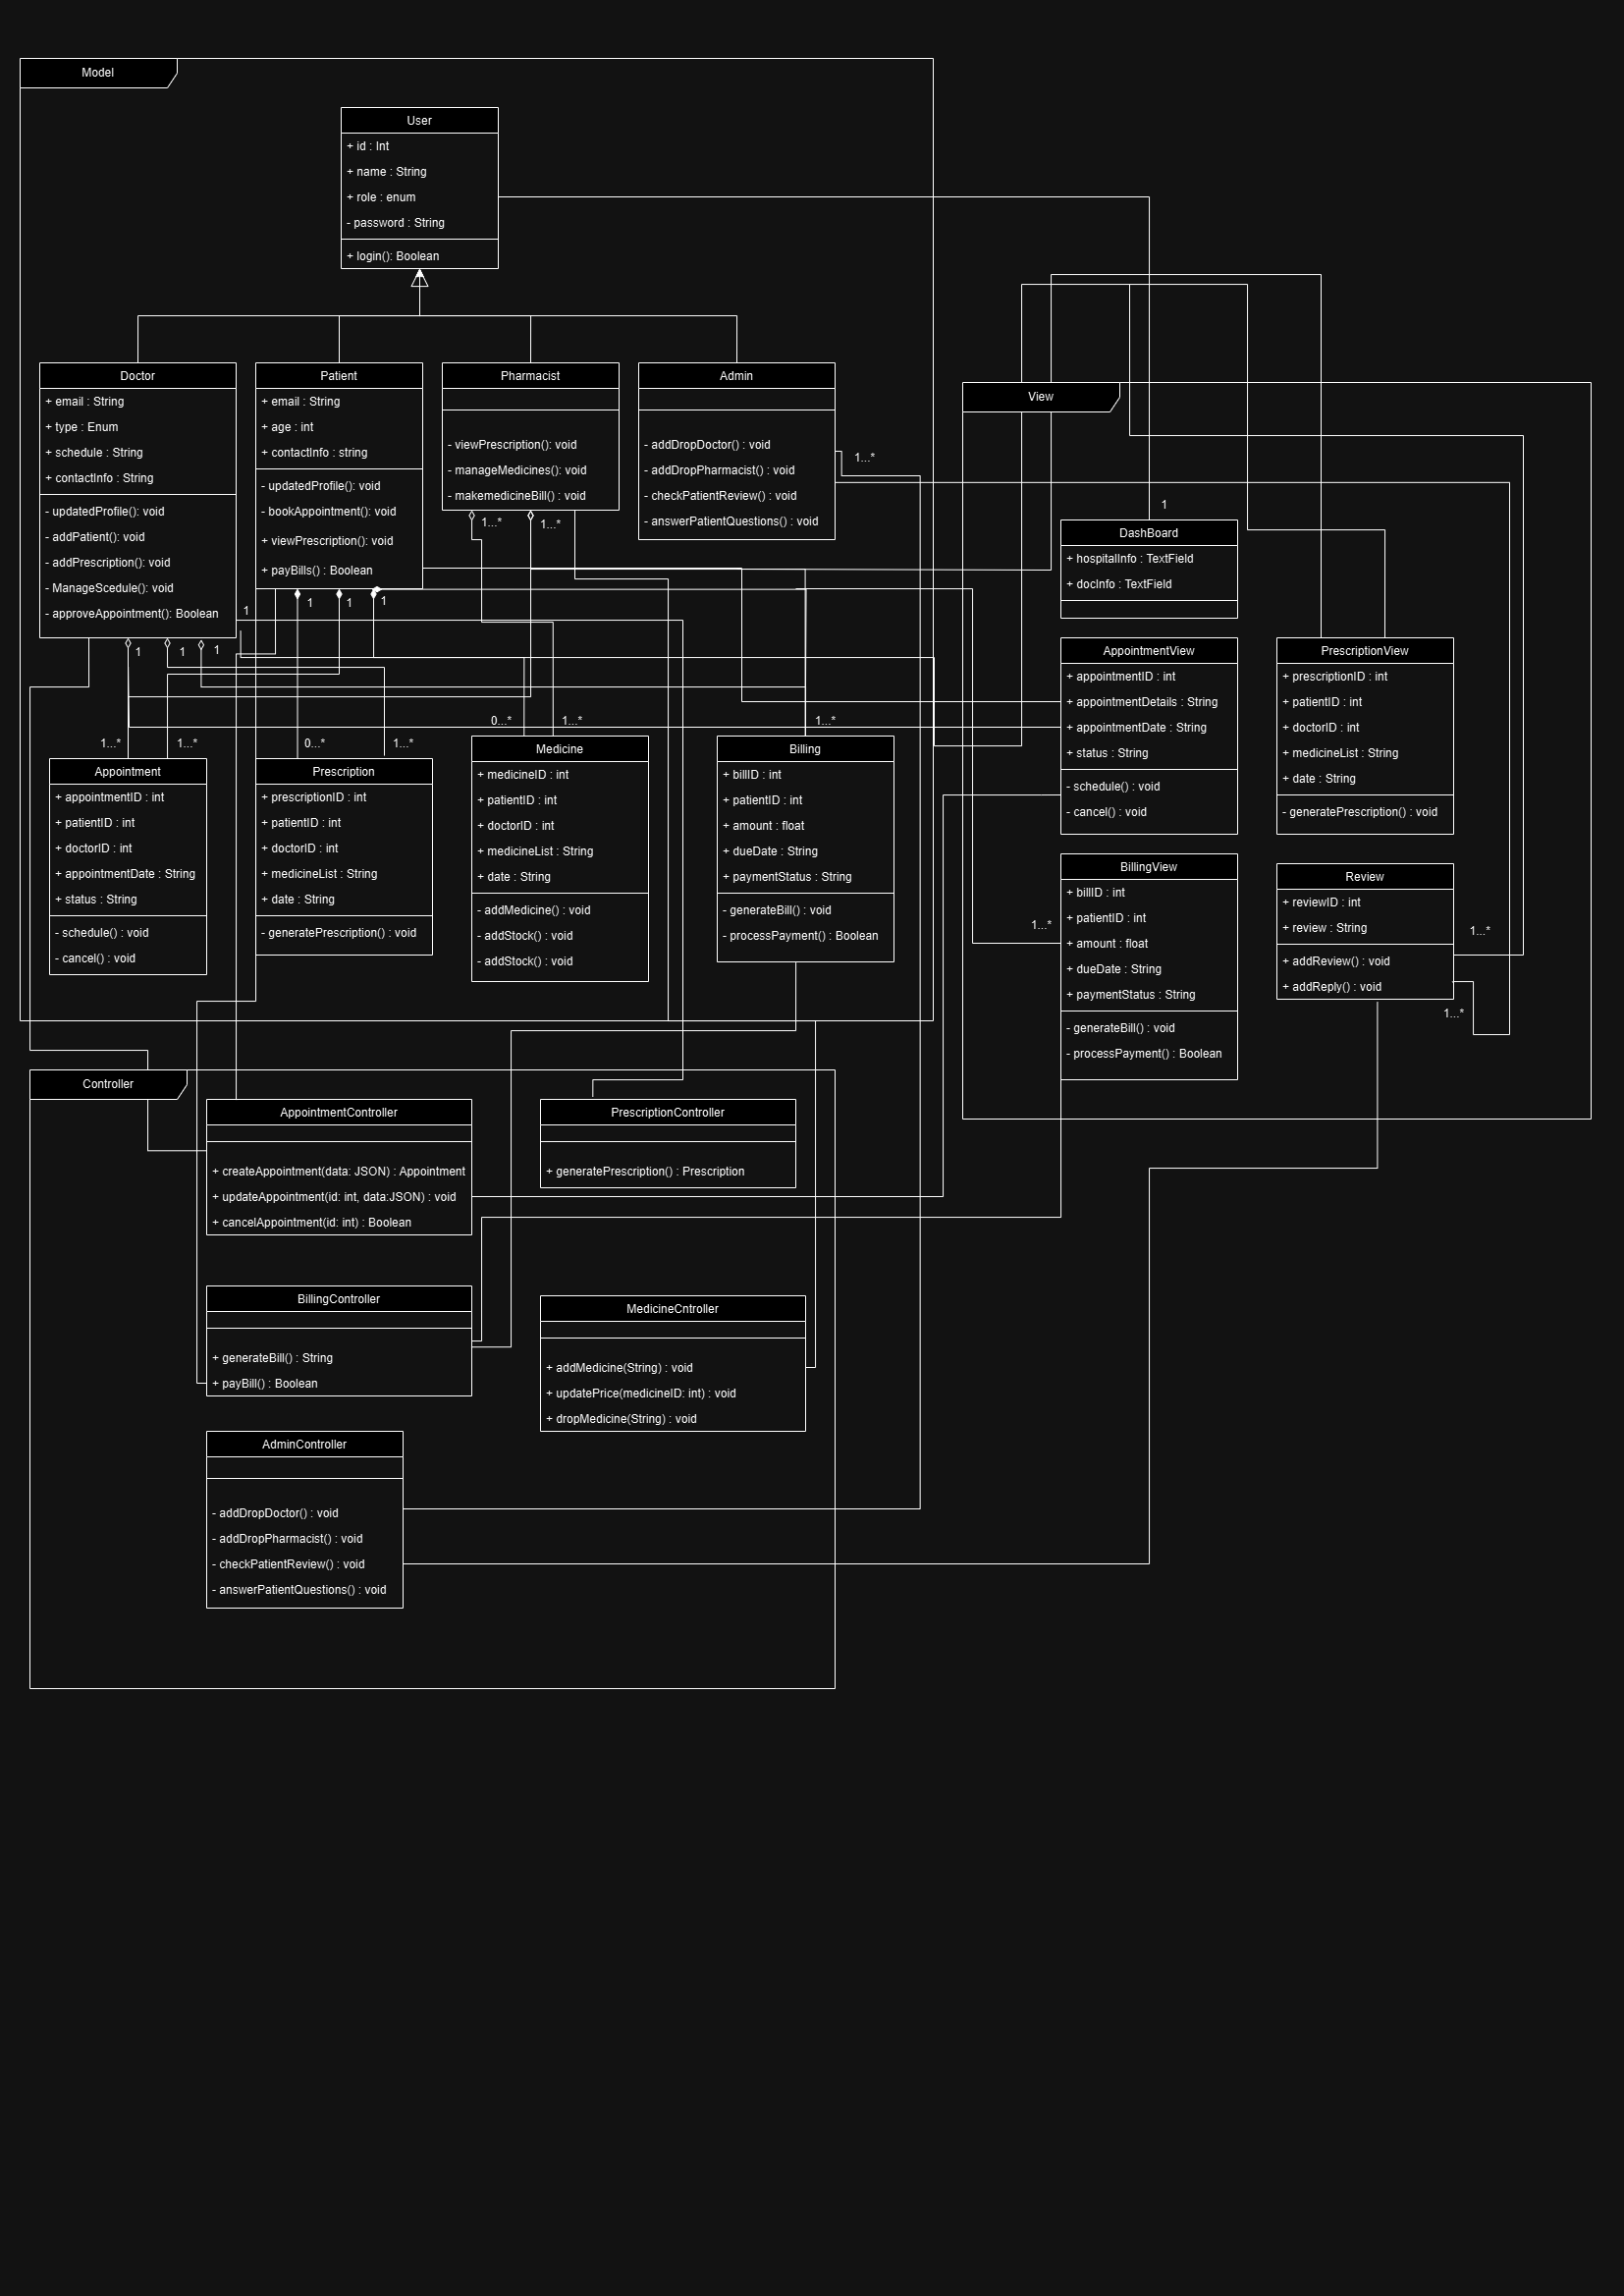 Model
User
+ id : Int
+ name : String
+ role : enum
- password : String
+ login(): Boolean
Doctor
+ email : String
+ type : Enum
+ schedule : String
+ contactInfo : String
- updatedProfile(): void
- addPatient(): void
- addPrescription(): void
- ManageScedule(): void
- approveAppointment(): Boolean
Patient
+ email : String
+ age : int
+ contactInfo : string
- updatedProfile(): void
- bookAppointment(): void
+ viewPrescription(): void
+ payBills() : Boolean
Pharmacist
- viewPrescription(): void
- manageMedicines(): void
- makemedicineBill() : void
Admin
- addDropDoctor() : void
- addDropPharmacist() : void
- checkPatientReview() : void
- answerPatientQuestions() : void
1...*
1...*
1...*
1
1
1
1
1
1
1
1...*
1...*
0...*
1...*
0...*
1...*
1...*
Appointment
+ appointmentID : int
+ patientID : int
+ doctorID : int
+ appointmentDate : String
+ status : String
- schedule() : void
- cancel() : void
Prescription
+ prescriptionID : int
+ patientID : int
+ doctorID : int
+ medicineList : String
+ date : String
- generatePrescription() : void
Medicine
+ medicineID : int
+ patientID : int
+ doctorID : int
+ medicineList : String
+ date : String
- addMedicine() : void
- addStock() : void
- addStock() : void
Billing
+ billID : int
+ patientID : int
+ amount : float
+ dueDate : String
+ paymentStatus : String
- generateBill() : void
- processPayment() : Boolean
View
1
DashBoard
+ hospitalInfo : TextField
+ docInfo : TextField
AppointmentView
+ appointmentID : int
+ appointmentDetails : String
+ appointmentDate : String
+ status : String
- schedule() : void
- cancel() : void
PrescriptionView
+ prescriptionID : int
+ patientID : int
+ doctorID : int
+ medicineList : String
+ date : String
- generatePrescription() : void
1...*
BillingView
+ billID : int
+ patientID : int
+ amount : float
+ dueDate : String
+ paymentStatus : String
- generateBill() : void
- processPayment() : Boolean
Review
+ reviewID : int
+ review : String
+ addReview() : void
+ addReply() : void
1...*
1...*
Controller
AppointmentController
+ createAppointment(data: JSON) : Appointment
+ updateAppointment(id: int, data:JSON) : void
+ cancelAppointment(id: int) : Boolean
PrescriptionController
+ generatePrescription() : Prescription
BillingController
+ generateBill() : String
+ payBill() : Boolean
MedicineCntroller
+ addMedicine(String) : void
+ updatePrice(medicineID: int) : void
+ dropMedicine(String) : void
AdminController
- addDropDoctor() : void
- addDropPharmacist() : void
- checkPatientReview() : void
- answerPatientQuestions() : void